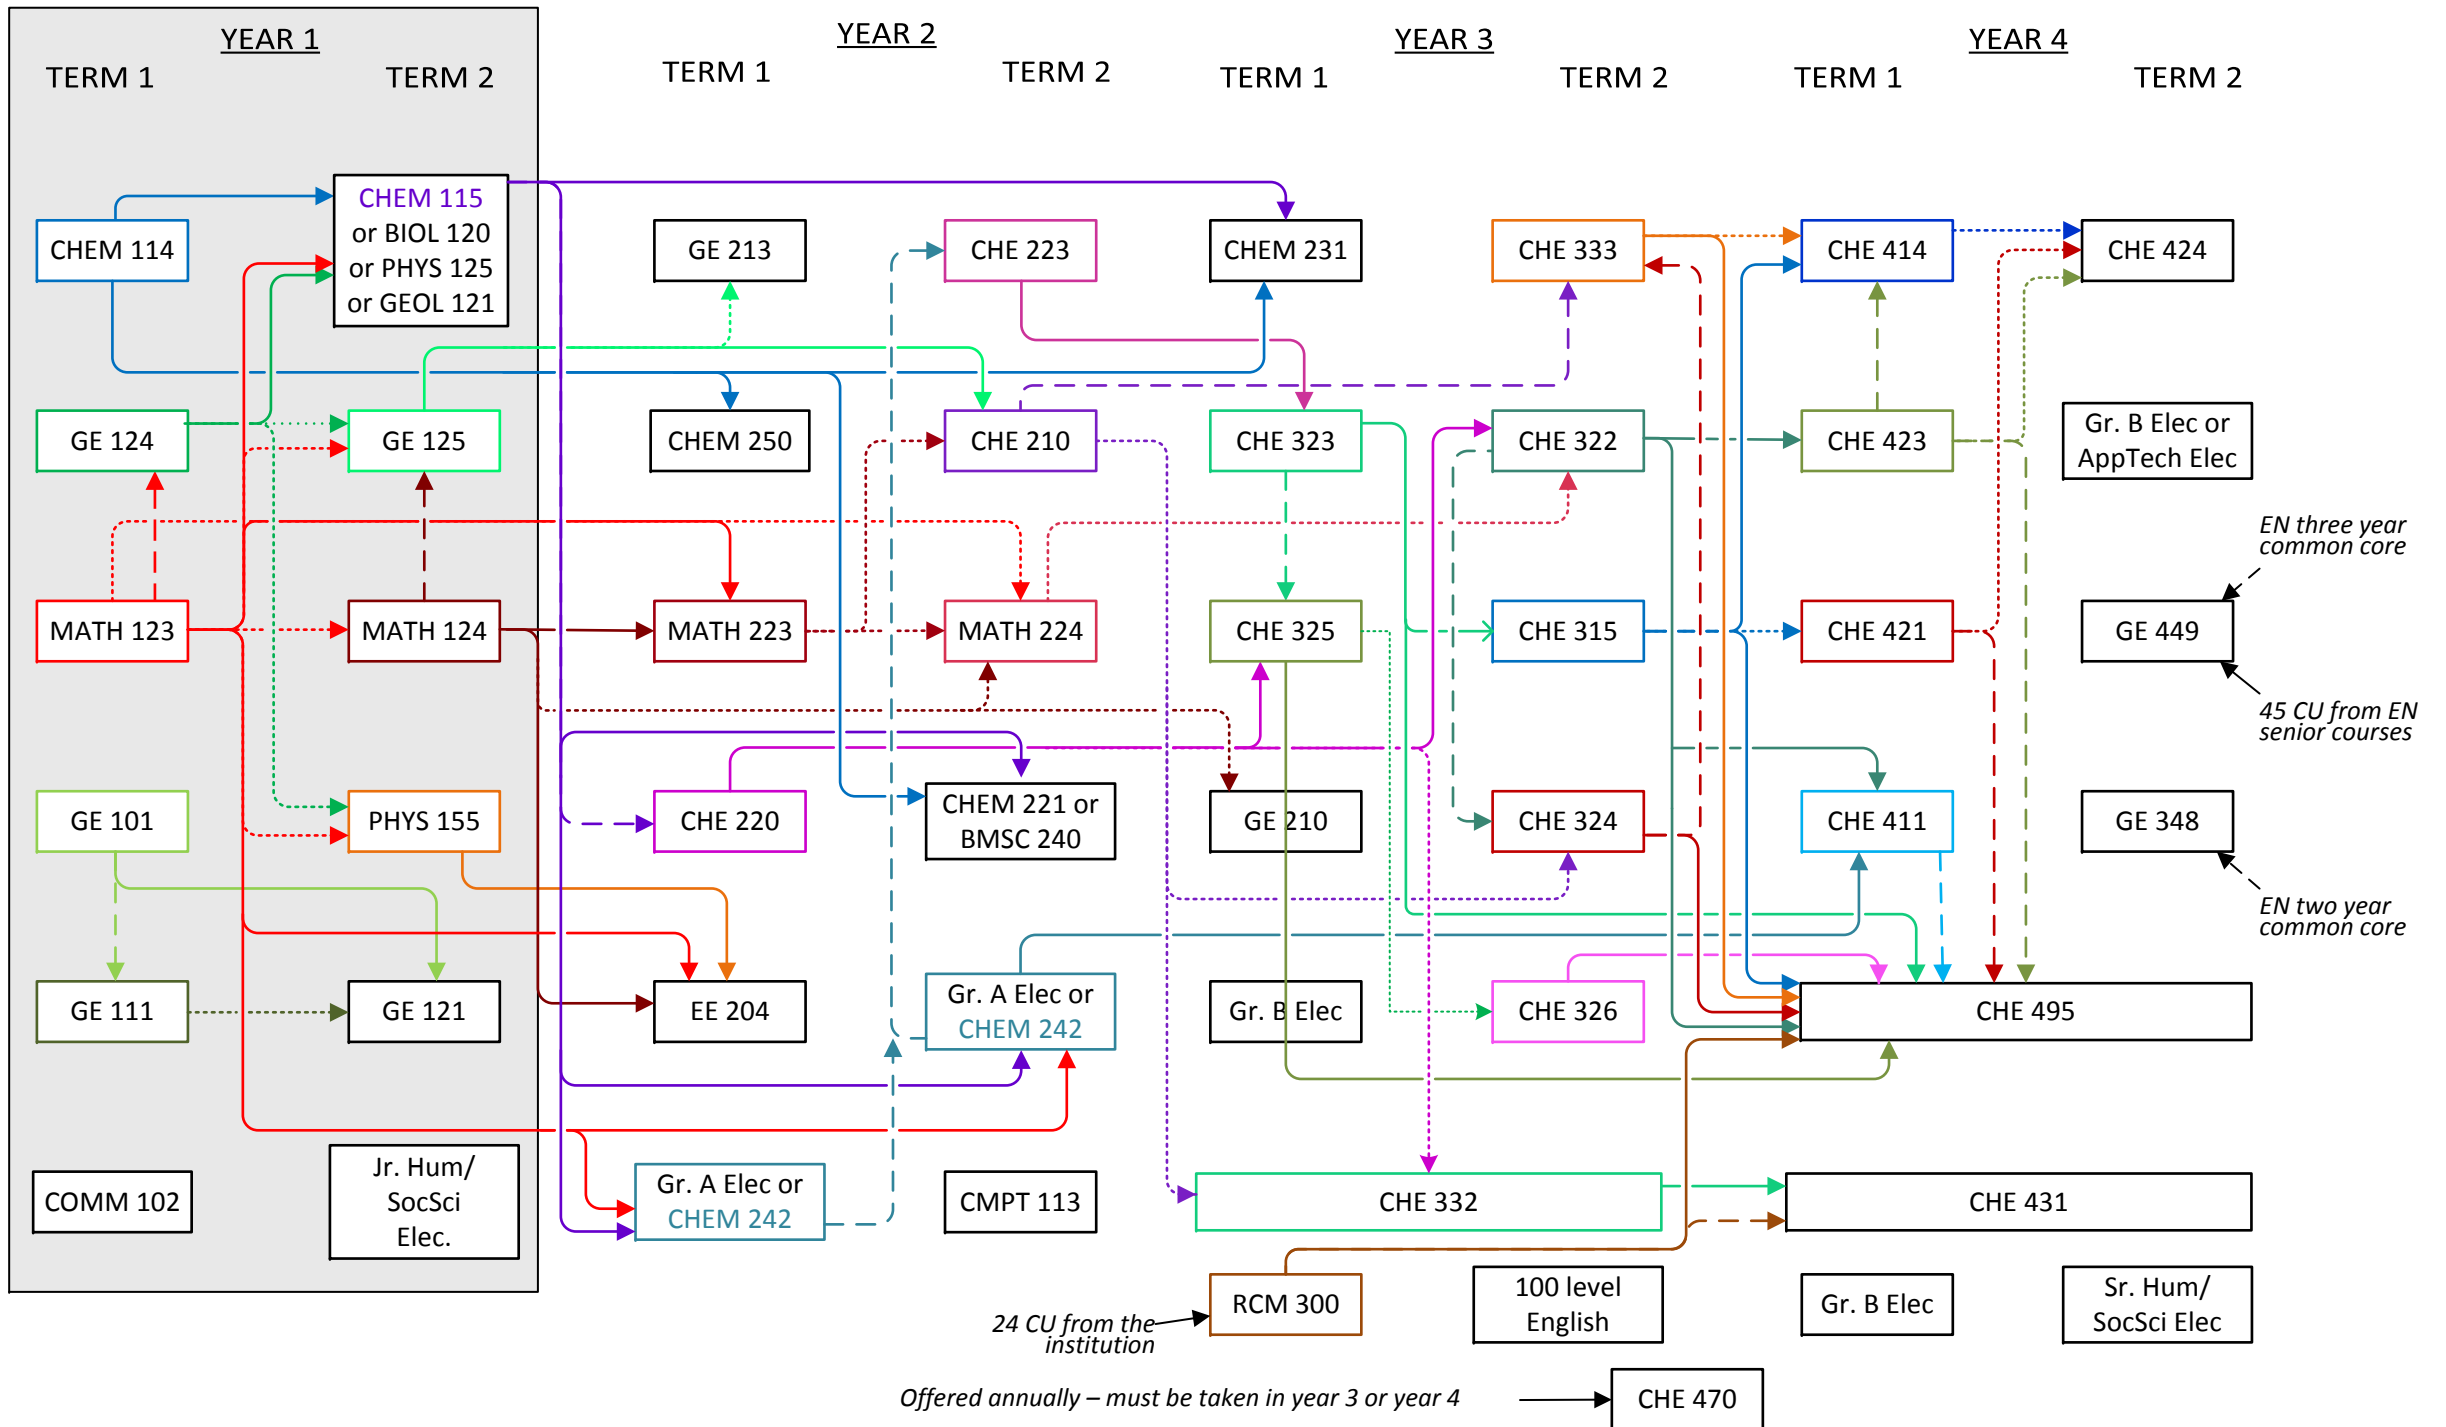 YEAR 1
YEAR 2
YEAR 3
YEAR 4
TERM 1
TERM 2
TERM 1
TERM 2
TERM 1
TERM 2
TERM 1
TERM 2
CHEM 114
CHEM 115
or BIOL 120
or PHYS 125
or GEOL 121
GE 213
CHE 223
CHEM 231
CHE 333
CHE 414
CHE 424
GE 124
GE 125
CHEM 250
CHE 210
CHE 323
CHE 322
CHE 423
Gr. B Elec or
AppTech Elec
EN three year
common core
MATH 123
MATH 124
MATH 223
MATH 224
CHE 325
CHE 315
CHE 421
GE 449
45 CU from EN
senior courses
GE 101
PHYS 155
CHE 220
CHEM 221 or
BMSC 240
GE 210
CHE 324
CHE 411
GE 348
EN two year
common core
GE 111
GE 121
EE 204
Gr. A Elec or
CHEM 242
Gr. B Elec
CHE 326
CHE 495
COMM 102
Jr. Hum/
SocSci
Elec.
Gr. A Elec or
CHEM 242
CMPT 113
CHE 332
CHE 431
24 CU from the
institution
RCM 300
100 level
English
Gr. B Elec
Sr. Hum/
SocSci Elec
Offered annually – must be taken in year 3 or year 4
CHE 470